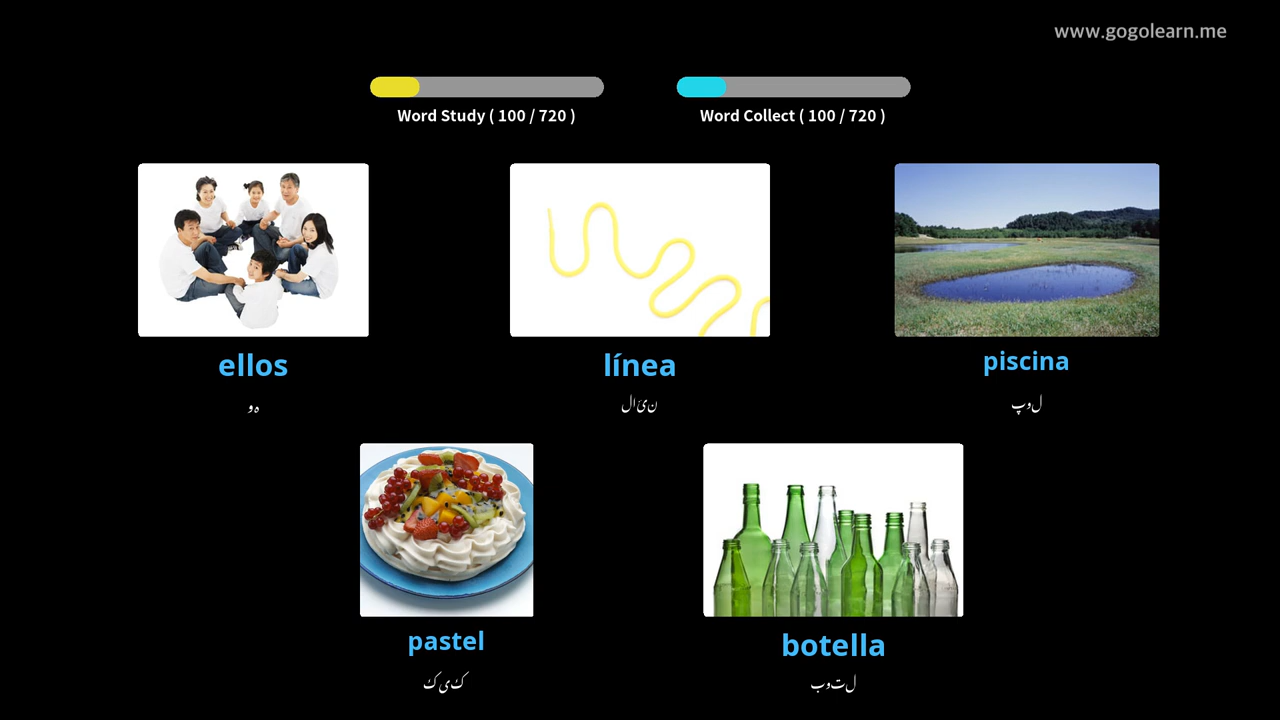 www.gogolearn.me
Word Study ( 100 / 720 )
Word Collect ( 100 / 720 )
ellos
línea
piscina
وہ
لائن
پول
pastel
botella
کیک
بوتل